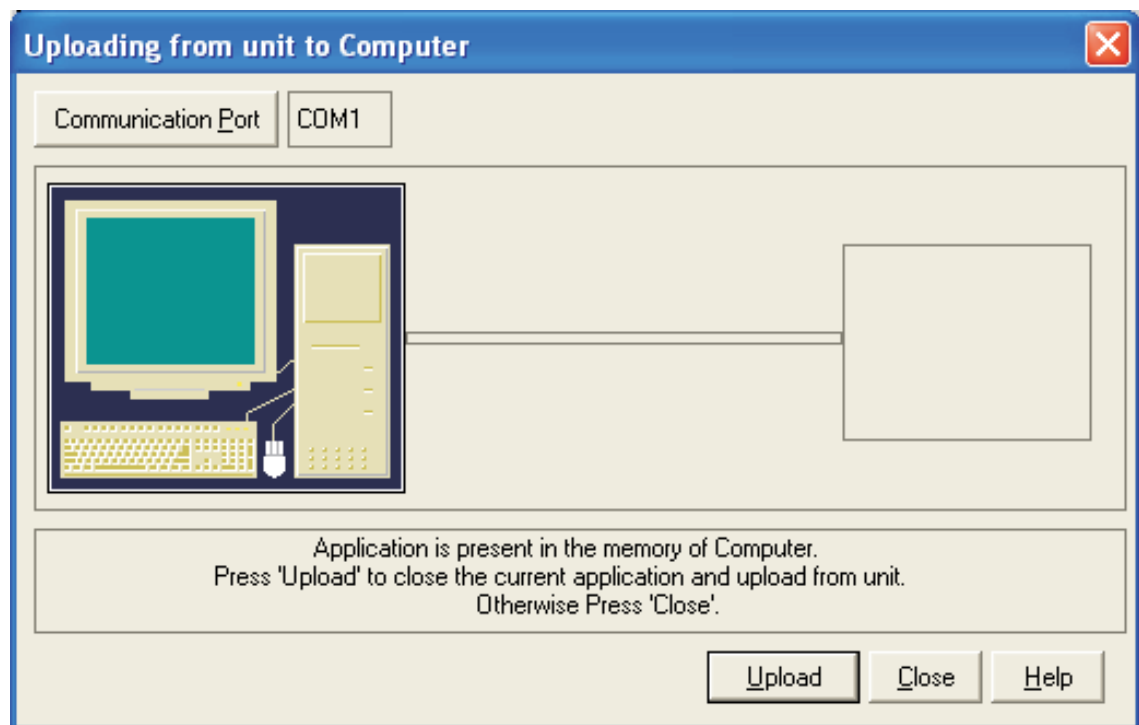 Uploading from unit to Computer
Communication Port COM1
Application is present in the memory of Computer.
Press 'Upload' to close the current application and upload from unit.
Otherwise Press 'Close'.
Upload Close Help